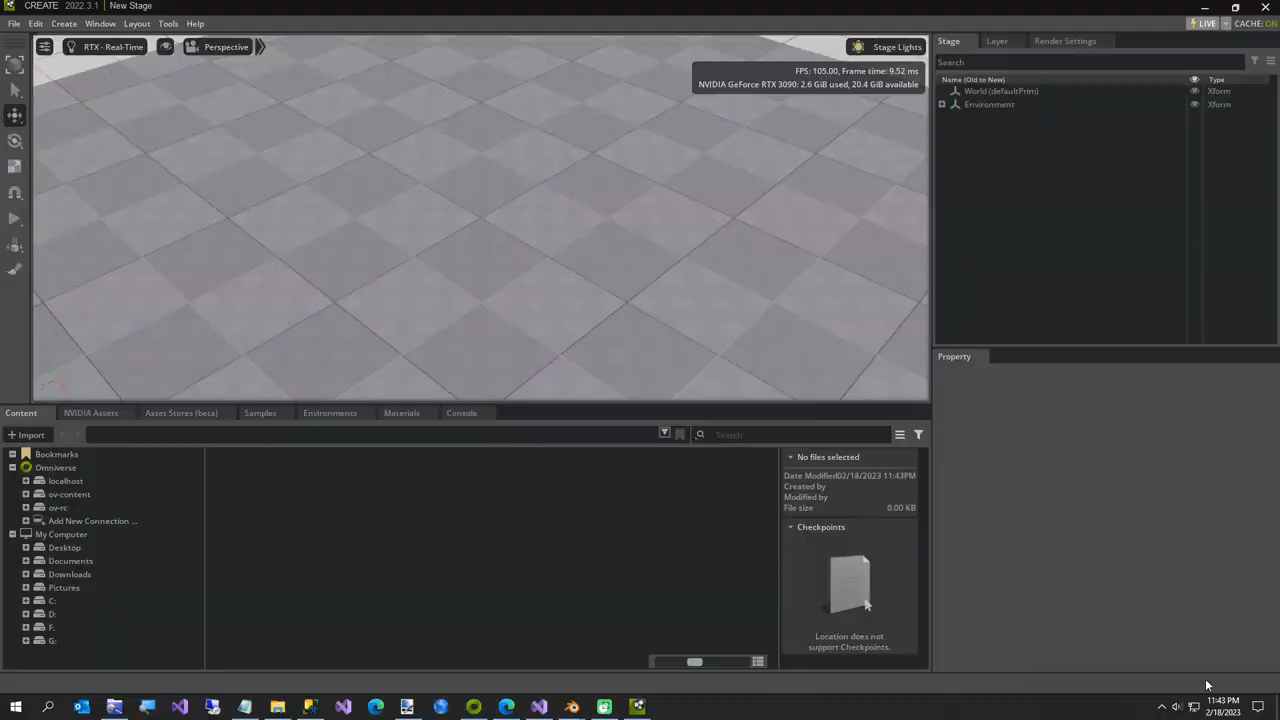 CREATE 2022.3.1 | New Stage
File Edit Create Window Layout Tools Help
LIVE CACHE: ON
RTX - Real-Time Perspective Stage Lights
FPS: 105.00, Frame time: 9.52 ms
NVIDIA GeForce RTX 3090: 2.6 GiB used, 20.4 GiB available
Stage Layer Render Settings
Search
Name (Old to New) Type
World (defaultPrim) Xform
Environment Xform
Property
Content NVIDIA Assets Asset Stores (beta) Samples Environments Materials Console
+ Import Search
Bookmarks
Omniverse
localhost
ov-content
ov-rc
Add New Connection ...
My Computer
Desktop
Documents
Downloads
Pictures
C:
D:
F:
G:
No files selected
Date Modified02/18/2023 11:43PM
Created by
Modified by
File size 0.00 KB
Checkpoints
Location does not
support Checkpoints.
11:43 PM
2/18/2023